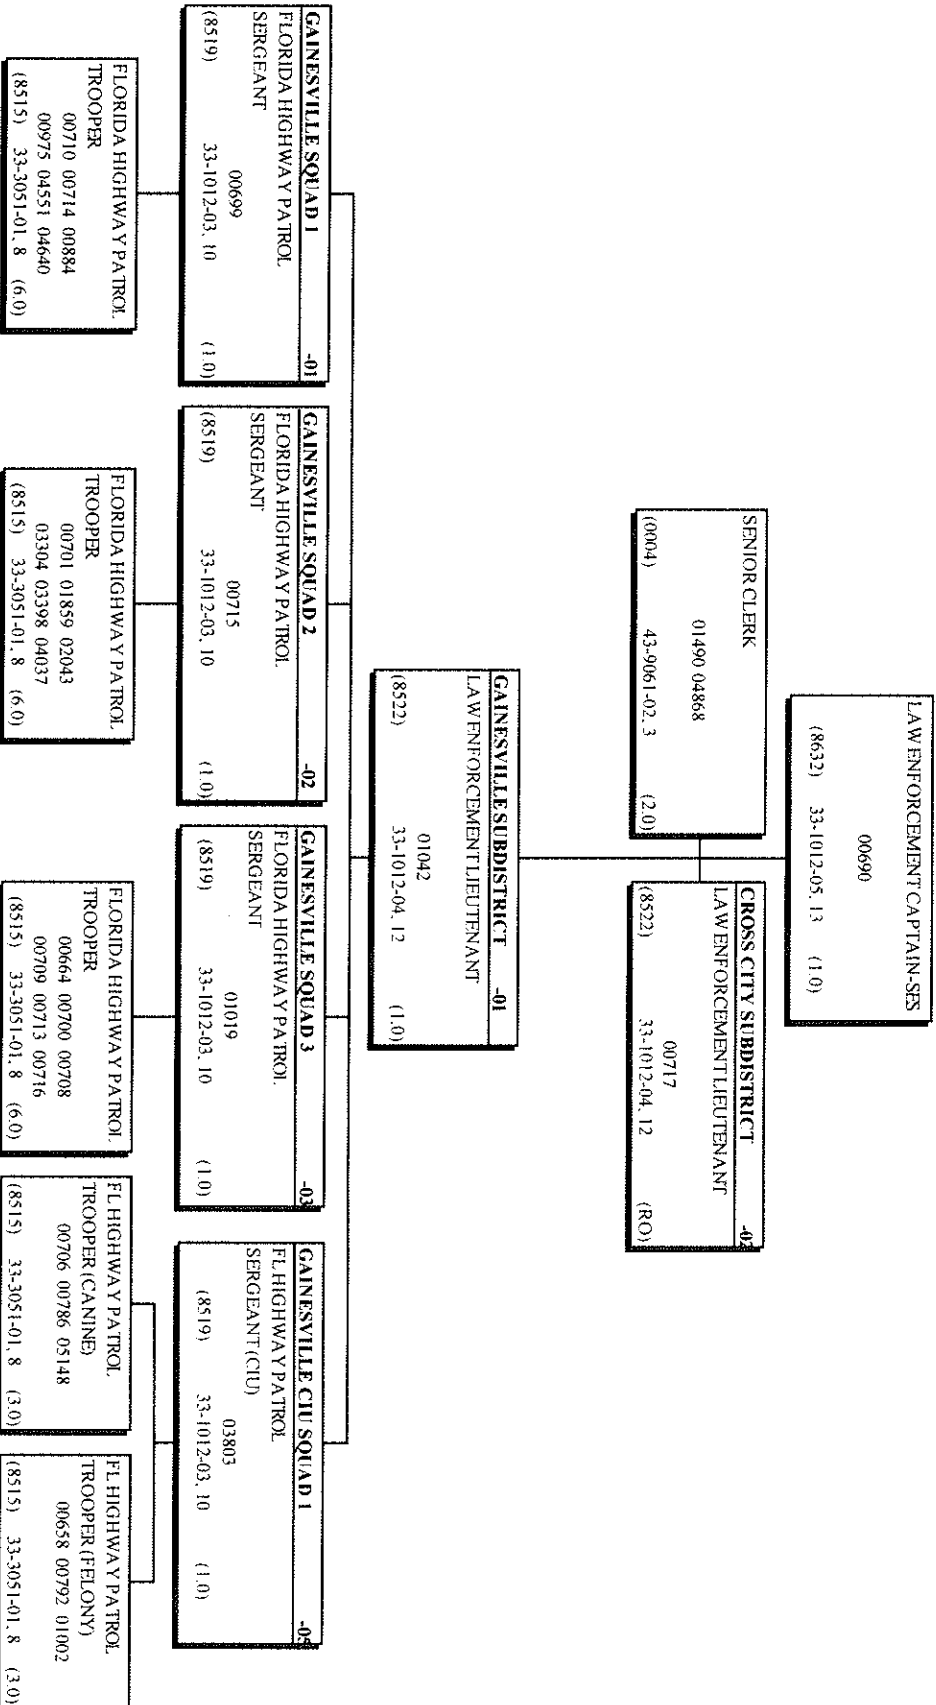 LAW ENFORCEMENT CAPTAIN-SES
00690
(8632) 33-1012-05, 13 (1.0)
SENIOR CLERK
01490 04868
(0004) 43-9061-02, 3 (2.0)
CROSS CITY SUBDISTRICT -02
LAW ENFORCEMENT LIEUTENANT
00717
(8522) 33-1012-04, 12 (RO)
GAINESVILLE SUBDISTRICT -01
LAW ENFORCEMENT LIEUTENANT
01042
(8522) 33-1012-04, 12 (1.0)
GAINESVILLE SQUAD 1 -01
FLORIDA HIGHWAY PATROL
SERGEANT
00699
(8519) 33-1012-03, 10 (1.0)
GAINESVILLE SQUAD 2 -02
FLORIDA HIGHWAY PATROL
SERGEANT
00715
(8519) 33-1012-03, 10 (1.0)
GAINESVILLE SQUAD 3 -03
FLORIDA HIGHWAY PATROL
SERGEANT
01019
(8519) 33-1012-03, 10 (1.0)
GAINESVILLE CIU SQUAD 1 -05
FL HIGHWAY PATROL
SERGEANT (CIU)
03803
(8519) 33-1012-03, 10 (1.0)
FLORIDA HIGHWAY PATROL
TROOPER
00710 00714 00884
00975 04551 04640
(8515) 33-3051-01, 8 (6.0)
FLORIDA HIGHWAY PATROL
TROOPER
00701 01859 02043
03304 03398 04037
(8515) 33-3051-01, 8 (6.0)
FLORIDA HIGHWAY PATROL
TROOPER
00664 00700 00708
00709 00713 00716
(8515) 33-3051-01, 8 (6.0)
FL HIGHWAY PATROL
TROOPER (CANINE)
00706 00786 05148
(8515) 33-3051-01, 8 (3.0)
FL HIGHWAY PATROL
TROOPER (FELONY)
00658 00792 01002
(8515) 33-3051-01, 8 (3.0)